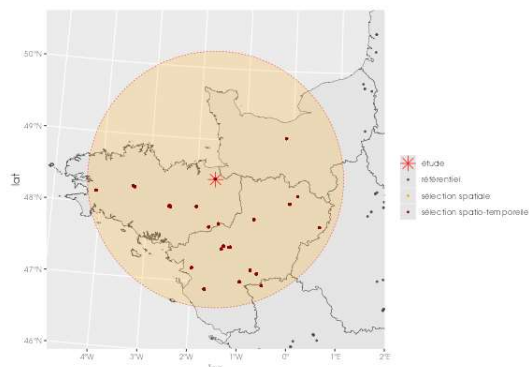 50°N
49°N
48°N
47°N
46°N
lat
4°W
3°W
2°W
1°W
0°
1°E
2°E
étude
référentiel
sélection spatiale
sélection spatio-temporelle